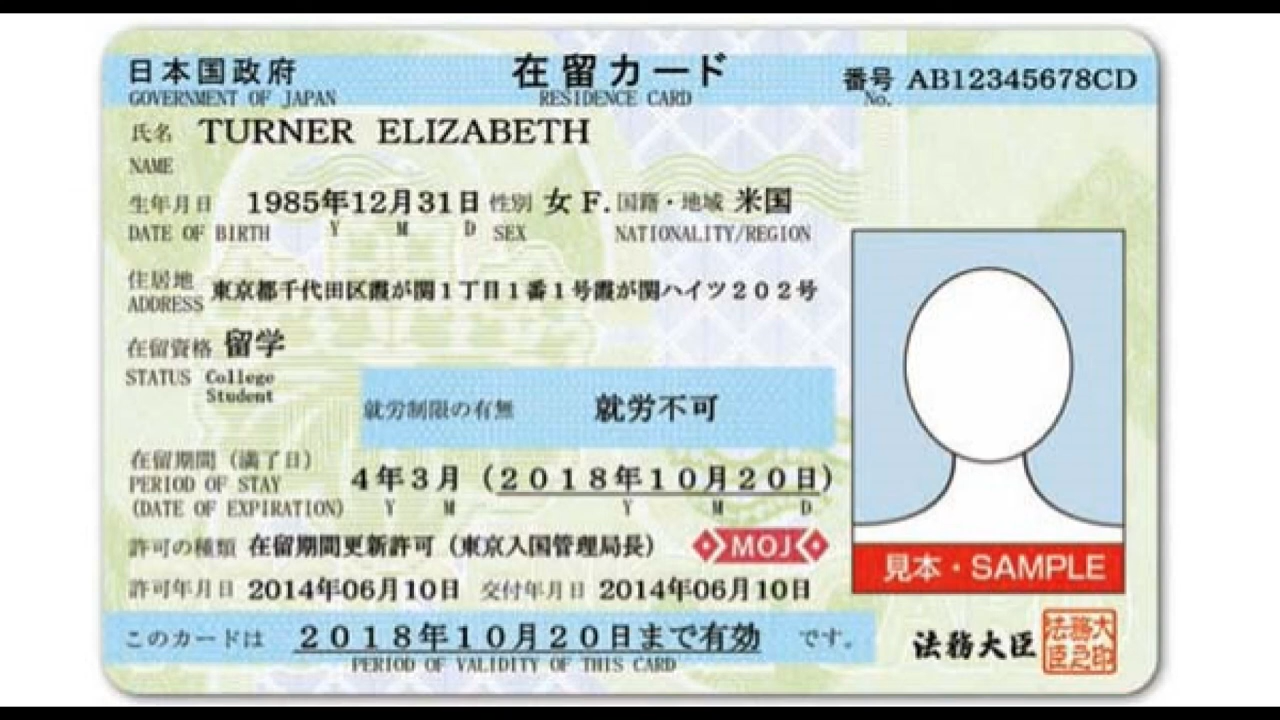 日本国政府 在留カード 番号 AB12345678CD
GOVERNMENT OF JAPAN RESIDENCE CARD No.
氏名 TURNER ELIZABETH
NAME
生年月日 1985年12月31日 性別 女 F. 国籍・地域 米国
DATE OF BIRTH Y M D SEX NATIONALITY/REGION
住居地 東京都千代田区霞が関1丁目1番1号霞が関ハイツ202号
ADDRESS
在留資格 留学
STATUS College
Student
就労制限の有無 就労不可
在留期間(満了日)
PERIOD OF STAY 4年3月(2018年10月20日)
(DATE OF EXPIRATION) Y M Y M D
許可の種類 在留期間更新許可(東京入国管理局長) MOJ
見本・SAMPLE
許可年月日 2014年06月10日 交付年月日 2014年06月10日
このカードは 2018年10月20日まで有効 です。
PERIOD OF VALIDITY OF THIS CARD
法務大臣 法務大臣之印